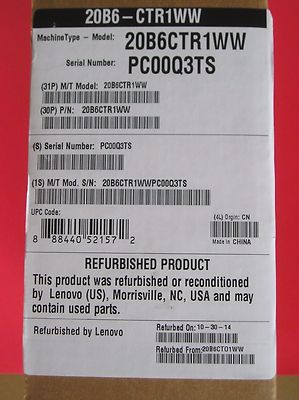 20B6-CTR1WW
MachineType - Model: 20B6CTR1WW
Serial Number: PC00Q3TS
(31P) M/T Model: 20B6CTR1WW
(30P) P/N: 20B6CTR1WW
(S) Serial Number: PC00Q3TS
(1S) M/T Mod. S/N: 20B6CTR1WWPC00Q3TS
UPC Code:
(4L) Orgin: CN
8 88440 52157 2
Made in CHINA
REFURBISHED PRODUCT
This product was refurbished or reconditioned
by Lenovo (US), Morrisville, NC, USA and may
contain used parts.
Refurbished by Lenovo
Refurbed On: 10-30-14
Refurbed From: 20B6CTO1WW